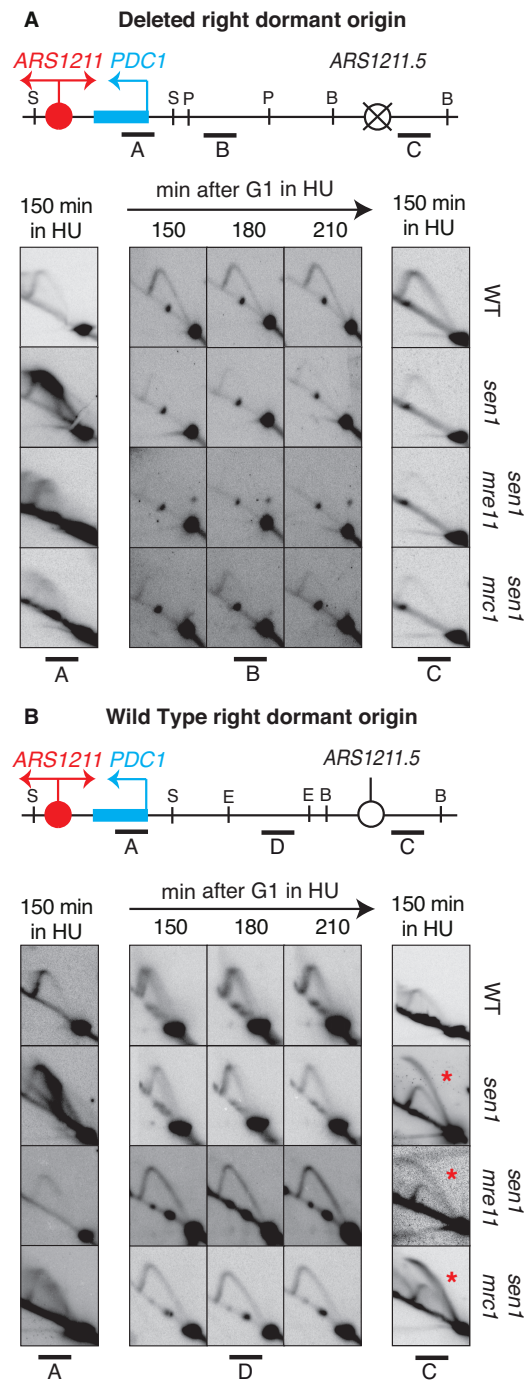 A Deleted right dormant origin
ARS1211 PDC1 ARS1211.5
S S P P B B
A B C
150 min in HU
min after G1 in HU
150 180 210
150 min in HU
WT
sen1
sen1 mre11
sen1 mrc1
A B C
B Wild Type right dormant origin
ARS1211 PDC1 ARS1211.5
S S E E B B
A D C
150 min in HU
min after G1 in HU
150 180 210
150 min in HU
WT
sen1
*
sen1 mre11
*
sen1 mrc1
*
A D C